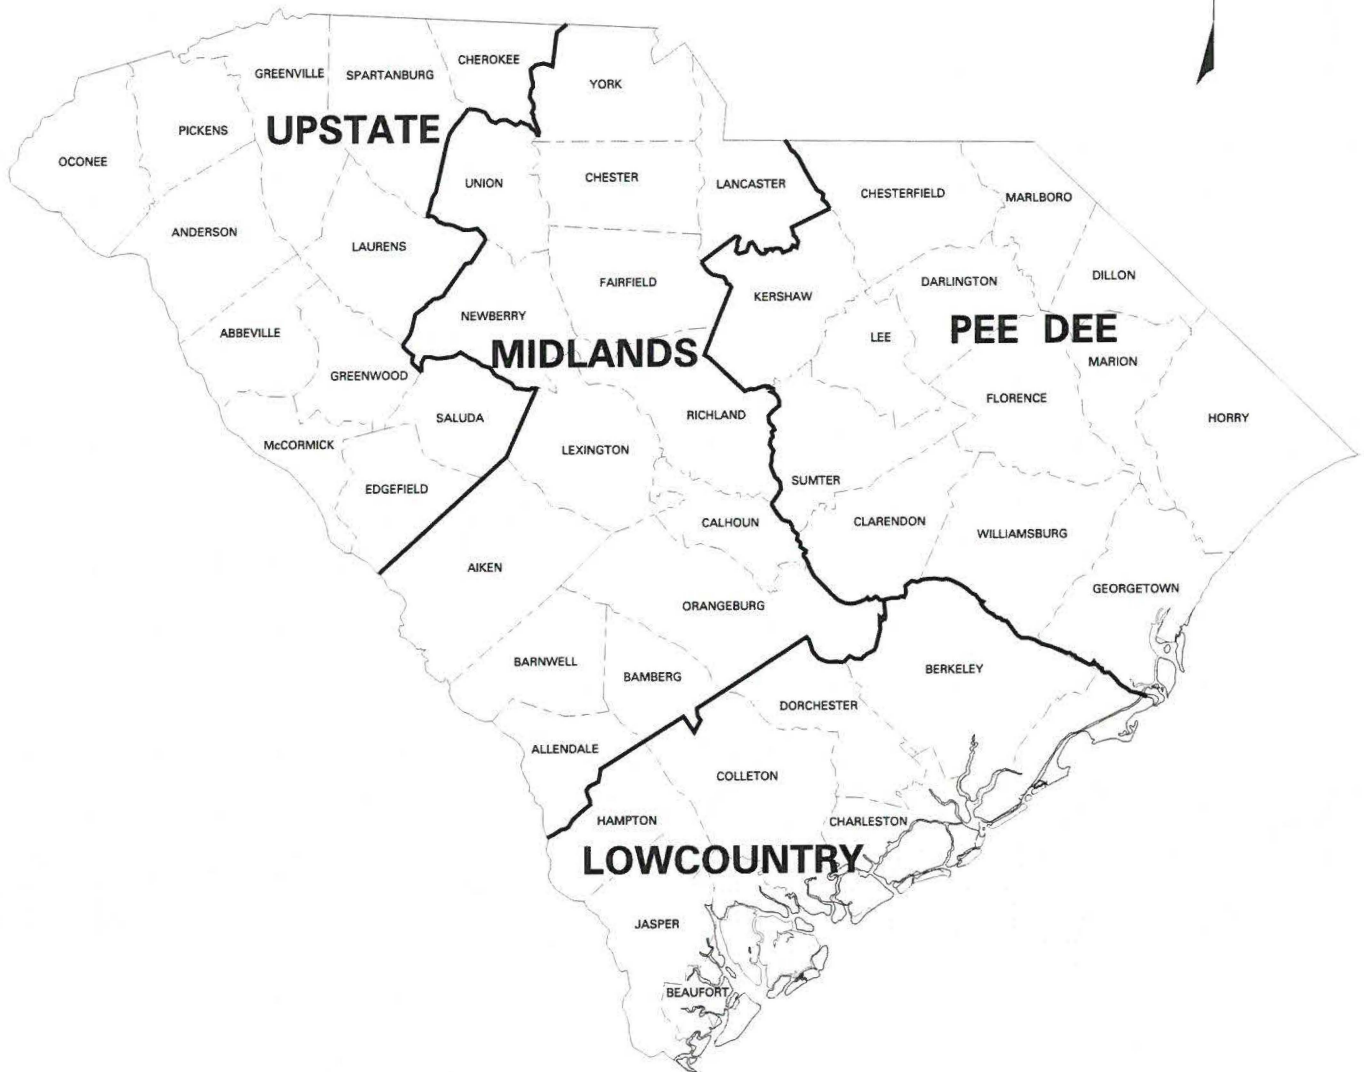 CHEROKEE
GREENVILLE
SPARTANBURG
YORK
PICKENS
UPSTATE
OCONEE
UNION
CHESTER
LANCASTER
CHESTERFIELD
MARLBORO
ANDERSON
LAURENS
FAIRFIELD
KERSHAW
DARLINGTON
DILLON
NEWBERRY
ABBEVILLE
LEE
PEE DEE
MIDLANDS
MARION
GREENWOOD
FLORENCE
SALUDA
RICHLAND
HORRY
McCORMICK
LEXINGTON
EDGEFIELD
SUMTER
CALHOUN
CLARENDON
WILLIAMSBURG
AIKEN
GEORGETOWN
ORANGEBURG
BARNWELL
BAMBERG
BERKELEY
DORCHESTER
ALLENDALE
COLLETON
HAMPTON
CHARLESTON
LOWCOUNTRY
JASPER
BEAUFORT